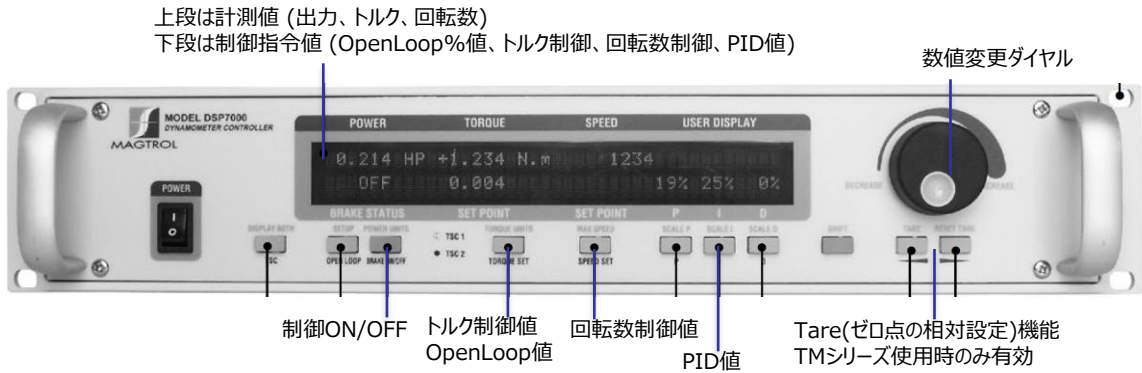 上段は計測値 (出力、トルク、回転数)
下段は制御指令値 (OpenLoop%値、トルク制御、回転数制御、PID値)
数値変更ダイヤル
MODEL DSP7000
DYNAMOMETER CONTROLLER
MAGTROL
POWER TORQUE SPEED USER DISPLAY
0.214 HP +1.234 N.m 1234
OFF 0.004 19% 25% 0%
BRAKE STATUS SET POINT SET POINT P I D
POWER
DECREASE
DISPLAY BOTH SETUP POWER UNITS TORQUE UNITS MAX SPEED SCALE P SCALE I SCALE D SHIFT TARE RESET TARE
TSC 1
TSC 2
OPEN LOOP BRAKE ON/OFF TORQUE SET SPEED SET
制御ON/OFF
トルク制御値
OpenLoop値
回転数制御値
PID値
Tare(ゼロ点の相対設定)機能
TMシリーズ使用時のみ有効